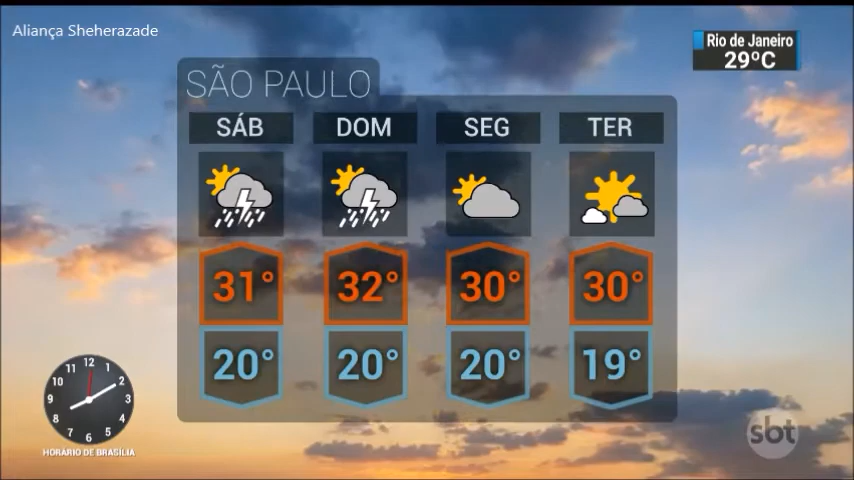 Aliança Sheherazade
Rio de Janeiro
29ºC
SÃO PAULO
SÁB DOM SEG TER
31° 32° 30° 30°
20° 20° 20° 19°
12
11 1
10 2
9 3
8 4
7 5
6
HORÁRIO DE BRASÍLIA
sbt